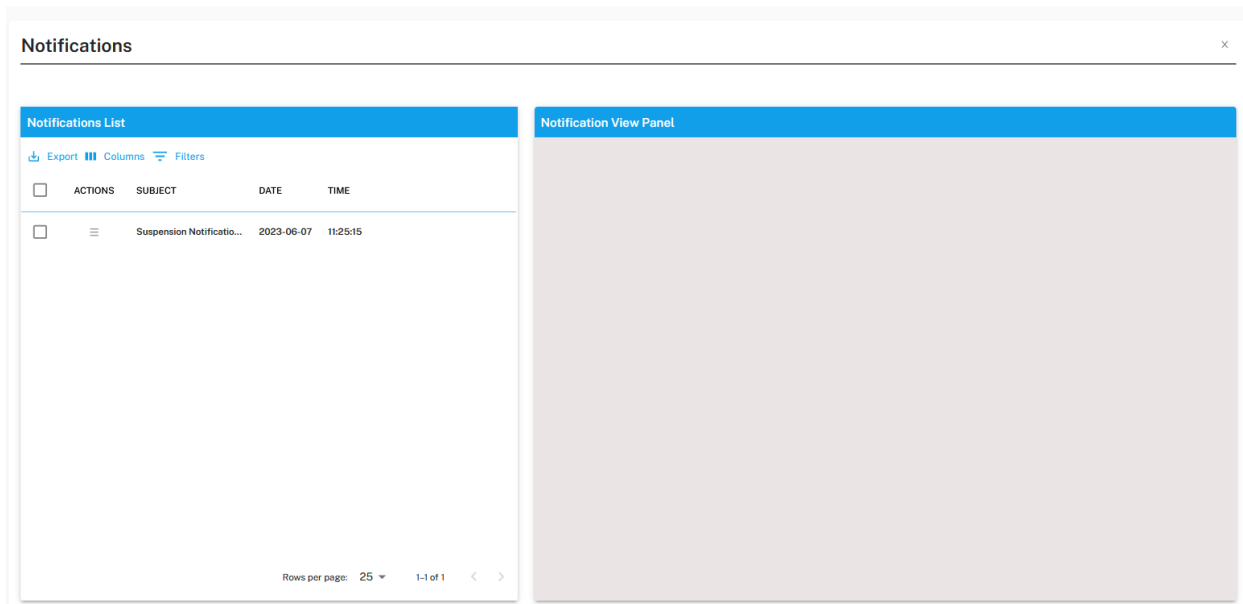 Notifications
x
Notifications List
Export Columns Filters
ACTIONS SUBJECT DATE TIME
Suspension Notificatio... 2023-06-07 11:25:15
Rows per page: 25 1-1 of 1
Notification View Panel